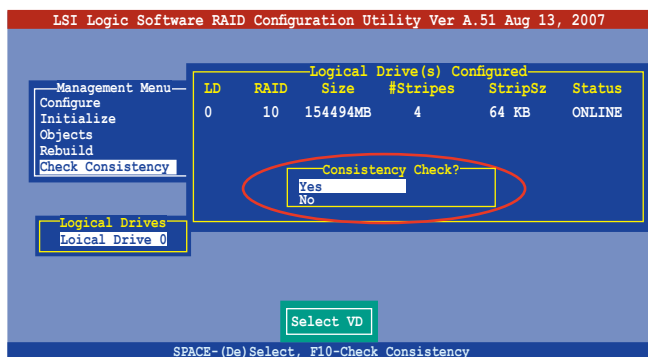 LSI Logic Software RAID Configuration Utility Ver A.51 Aug 13, 2007
Logical Drive(s) Configured
LD RAID Size #Stripes StripSz Status
0 10 154494MB 4 64 KB ONLINE
Management Menu
Configure
Initialize
Objects
Rebuild
Check Consistency
Consistency Check?
Yes
No
Logical Drives
Loical Drive 0
Select VD
SPACE-(De)Select, F10-Check Consistency